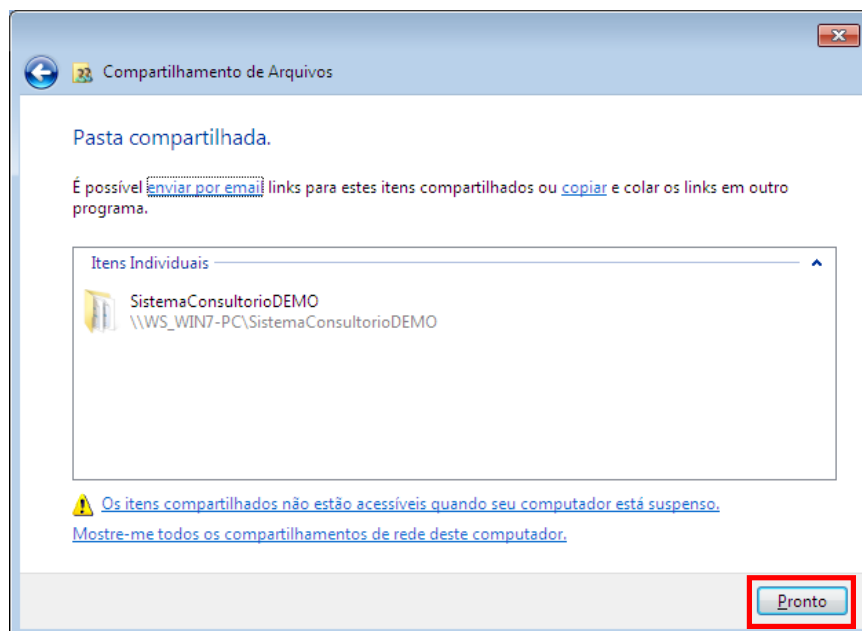 Compartilhamento de Arquivos
Pasta compartilhada.
É possível enviar por email links para estes itens compartilhados ou copiar e colar os links em outro
programa.
Itens Individuais
SistemaConsultorioDEMO
\\WS_WIN7-PC\SistemaConsultorioDEMO
Os itens compartilhados não estão acessíveis quando seu computador está suspenso.
Mostre-me todos os compartilhamentos de rede deste computador.
Pronto